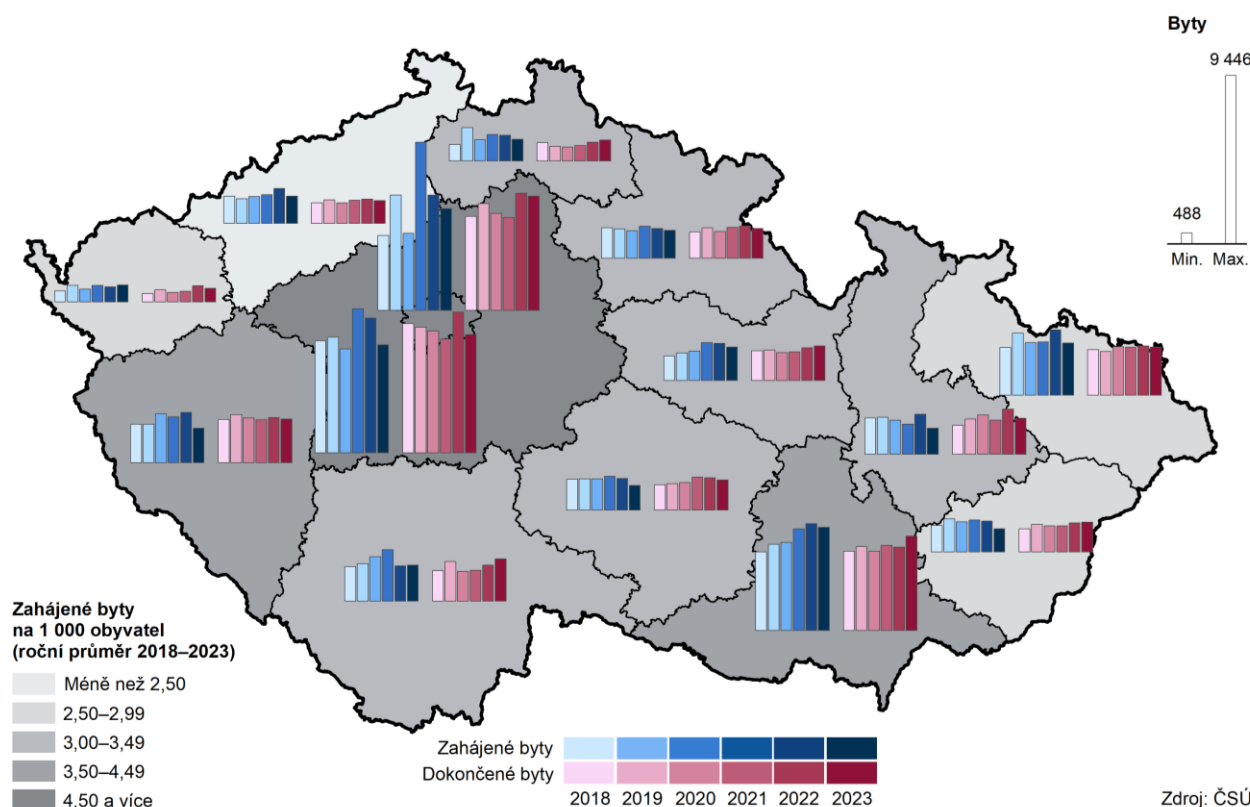 Byty
9 446
488
Min. Max.
Zahájené byty
na 1 000 obyvatel
(roční průměr 2018–2023)
Méně než 2,50
2,50–2,99
3,00–3,49
3,50–4,49
4,50 a více
Zahájené byty
Dokončené byty
2018 2019 2020 2021 2022 2023
Zdroj: ČSÚ